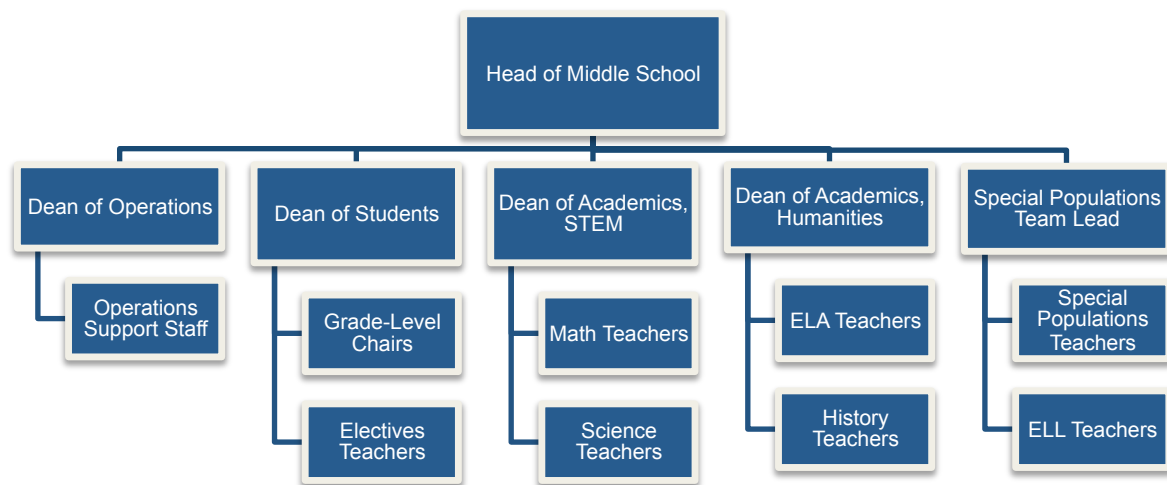 Head of Middle School
Dean of Operations
Dean of Students
Dean of Academics,
STEM
Dean of Academics,
Humanities
Special Populations
Team Lead
Operations
Support Staff
Grade-Level
Chairs
Electives
Teachers
Math Teachers
Science
Teachers
ELA Teachers
History
Teachers
Special
Populations
Teachers
ELL Teachers